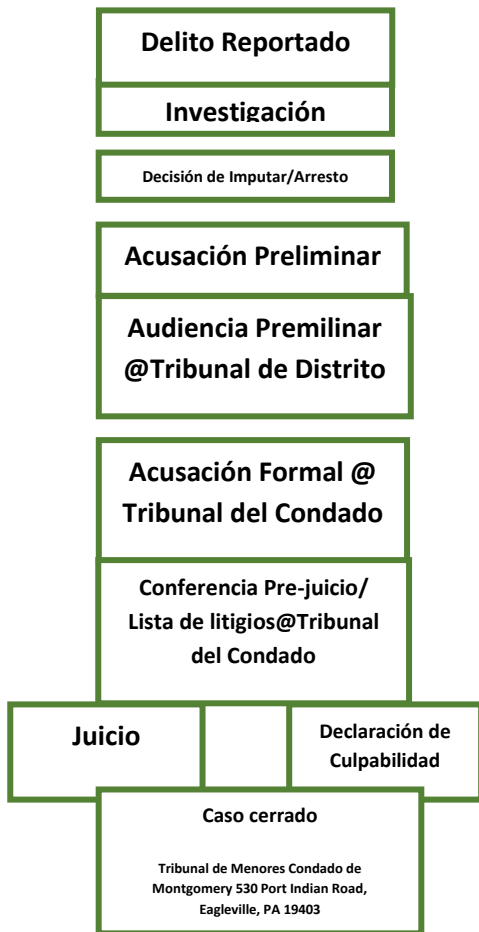 Delito Reportado
Investigación
Decisión de Imputar/Arresto
Acusación Preliminar
Audiencia Premilinar
@Tribunal de Distrito
Acusación Formal @
Tribunal del Condado
Conferencia Pre-juicio/
Lista de litigios@Tribunal
del Condado
Juicio
Declaración de
Culpabilidad
Caso cerrado
Tribunal de Menores Condado de
Montgomery 530 Port Indian Road,
Eagleville, PA 19403